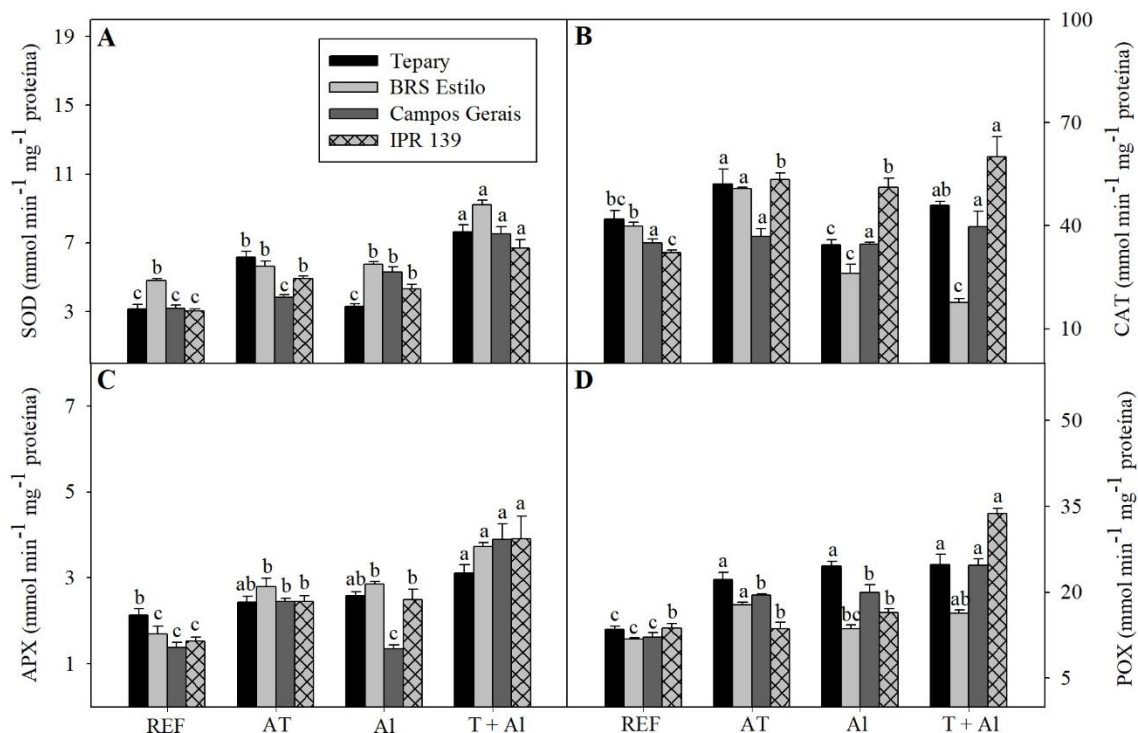 A
19
15
11
7
3
SOD (mmol min⁻¹ mg⁻¹ proteína)
Tepary
BRS Estilo
Campos Gerais
IPR 139
c b c c
b b c b
c b b b
a a a a
B
100
70
40
10
CAT (mmol min⁻¹ mg⁻¹ proteína)
bc b a c
a a a b
c c a b
ab c a a
C
7
5
3
1
APX (mmol min⁻¹ mg⁻¹ proteína)
b c c c
ab b b b
ab b c b
a a a a
REF AT Al T + Al
D
50
35
20
5
POX (mmol min⁻¹ mg⁻¹ proteína)
c c c b
a a b b
a bc b b
a ab a a
REF AT Al T + Al